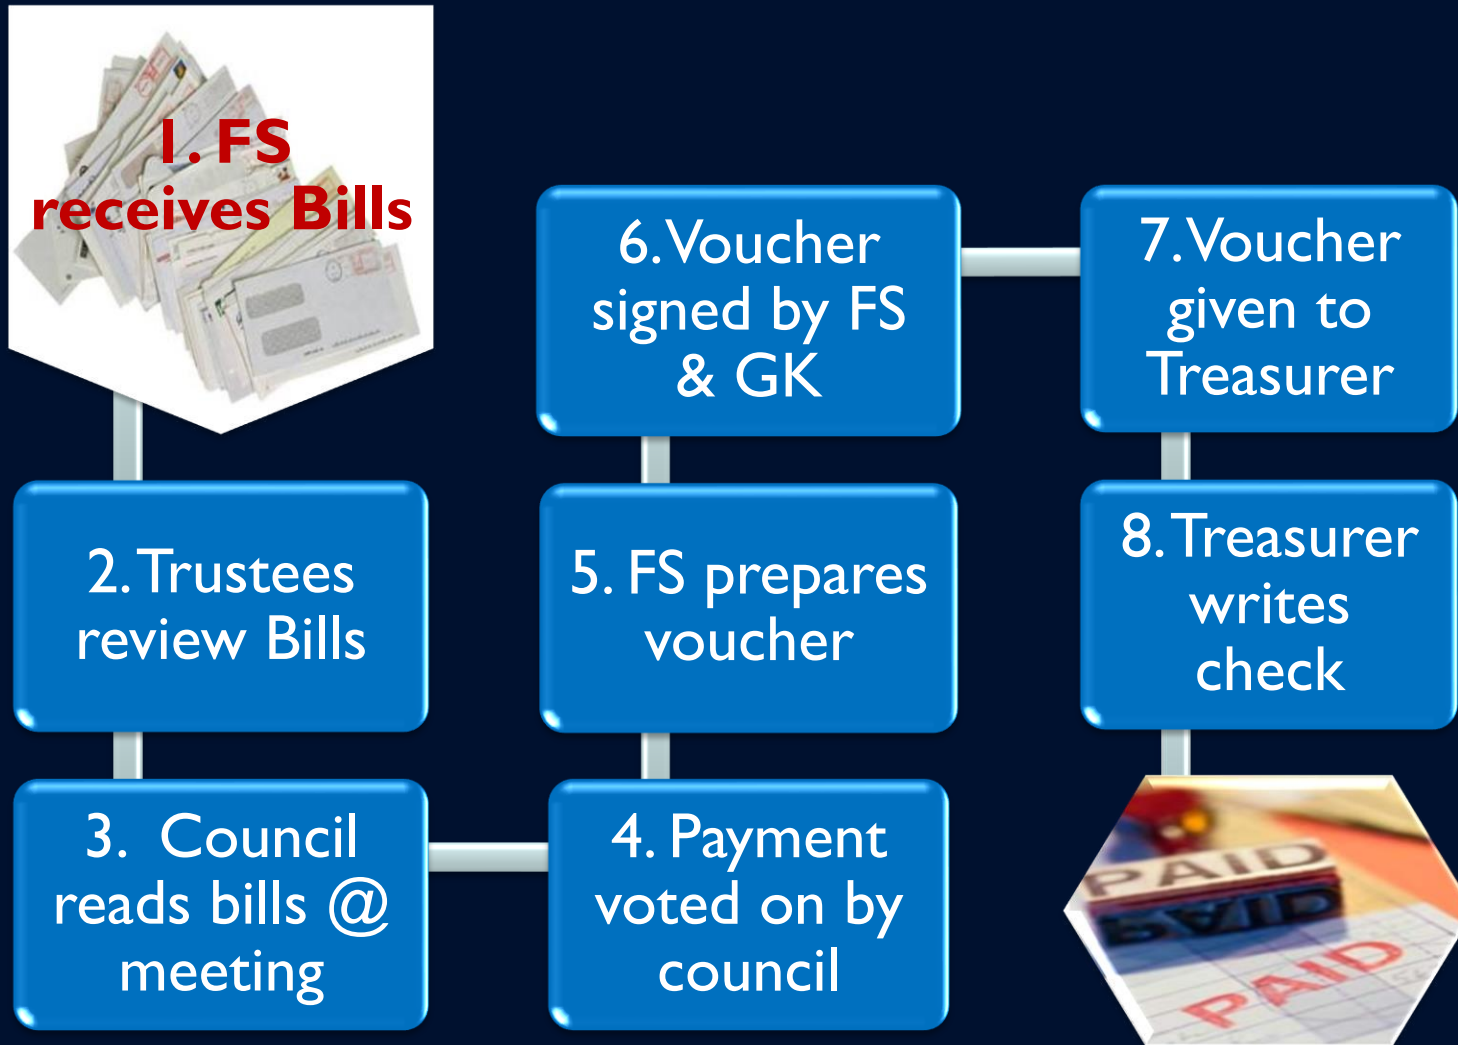 1. FS
receives Bills
2. Trustees
review Bills
3. Council
reads bills @
meeting
4. Payment
voted on by
council
5. FS prepares
voucher
6. Voucher
signed by FS
& GK
7. Voucher
given to
Treasurer
8. Treasurer
writes
check
PAID
PAID
PAID